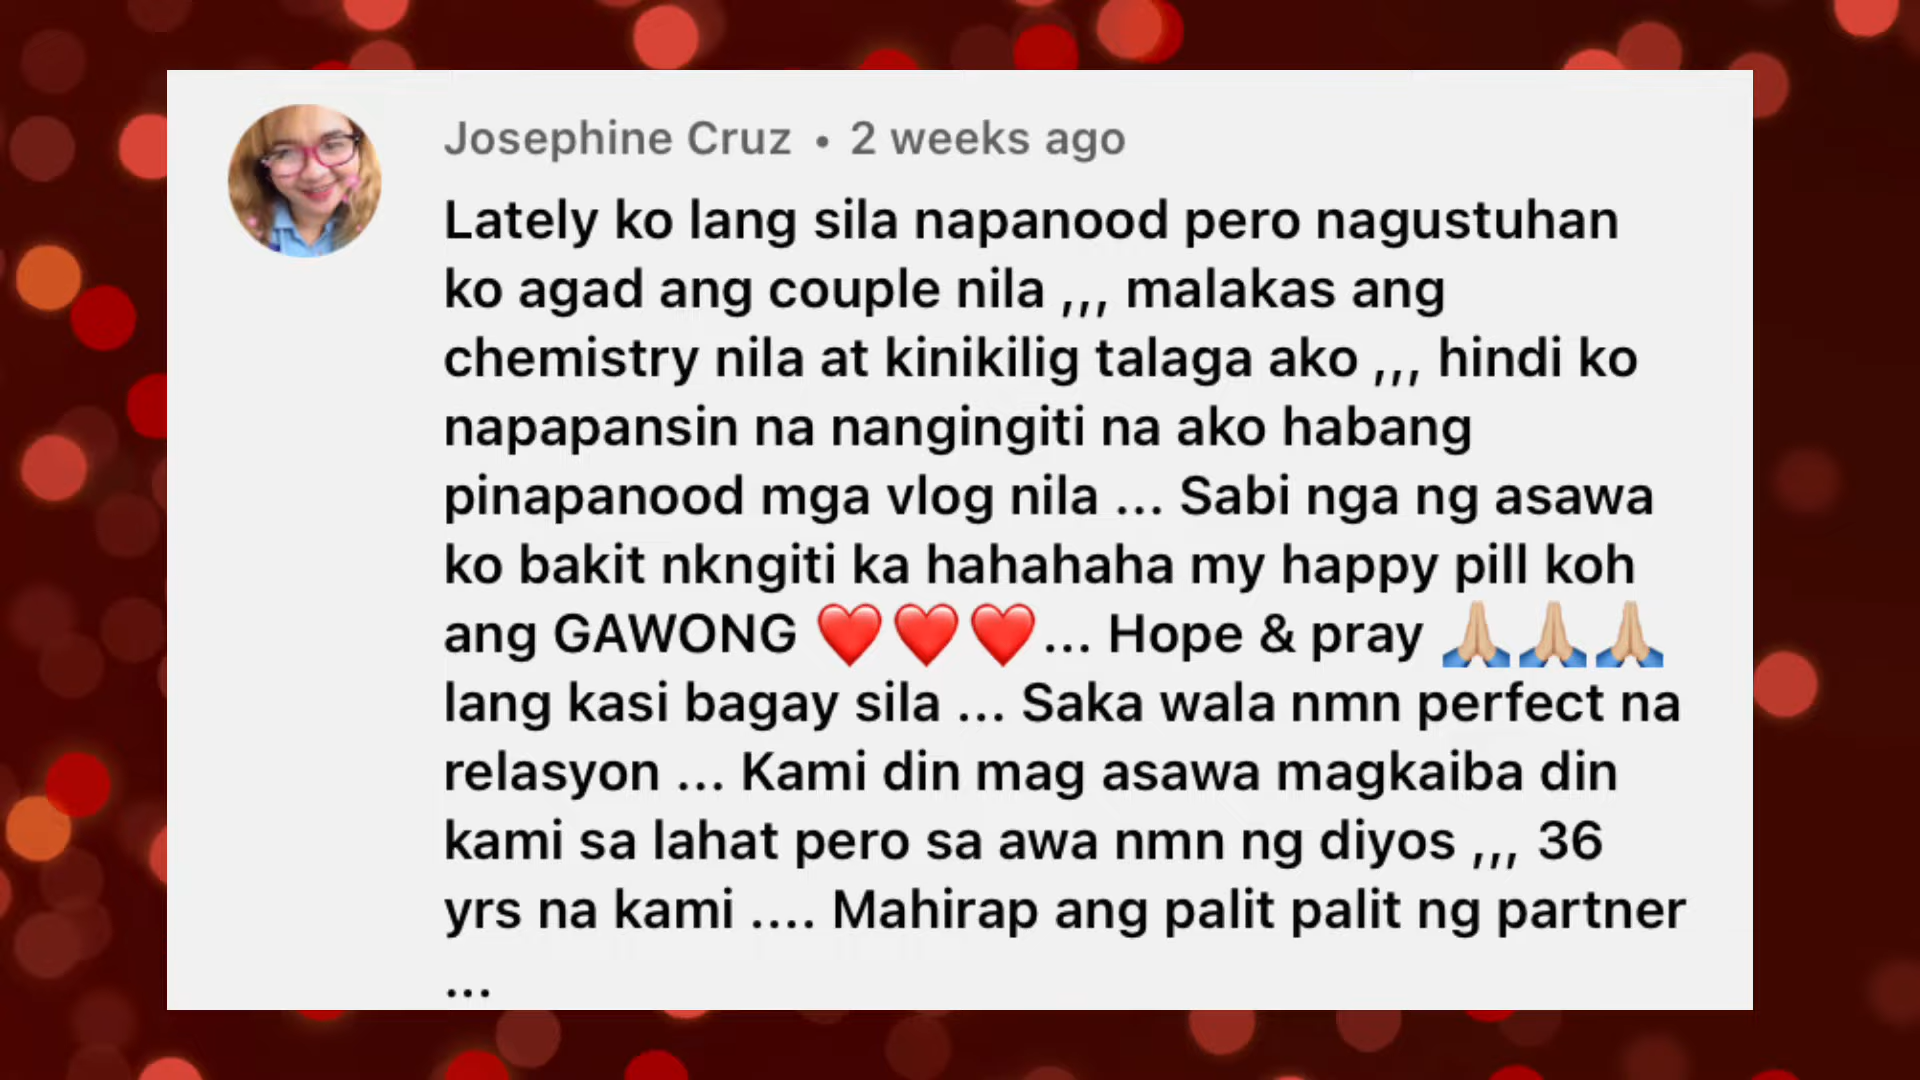 Josephine Cruz • 2 weeks ago
Lately ko lang sila napanood pero nagustuhan
ko agad ang couple nila ,,, malakas ang
chemistry nila at kinikilig talaga ako ,,, hindi ko
napapansin na nangingiti na ako habang
pinapanood mga vlog nila ... Sabi nga ng asawa
ko bakit nkngiti ka hahahaha my happy pill koh
ang GAWONG ❤️❤️❤️... Hope & pray 🙏🏼🙏🏼🙏🏼
lang kasi bagay sila ... Saka wala nmn perfect na
relasyon ... Kami din mag asawa magkaiba din
kami sa lahat pero sa awa nmn ng diyos ,,, 36
yrs na kami .... Mahirap ang palit palit ng partner
...